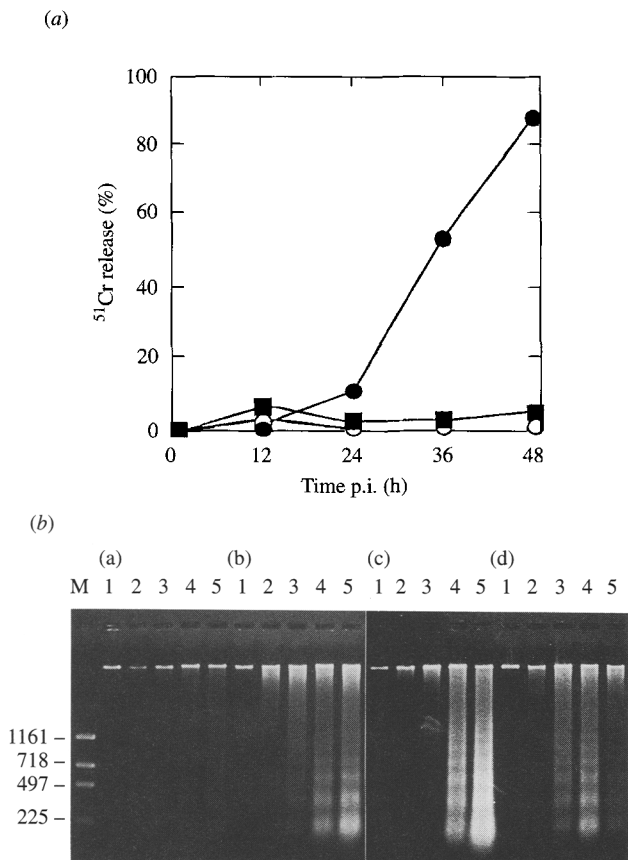 (a)
100
80
60
40
20
0
⁵¹Cr release (%)
0 12 24 36 48
Time p.i. (h)
(b)
(a) (b) (c) (d)
M 1 2 3 4 5 1 2 3 4 5 1 2 3 4 5 1 2 3 4 5
1161 –
718 –
497 –
225 –